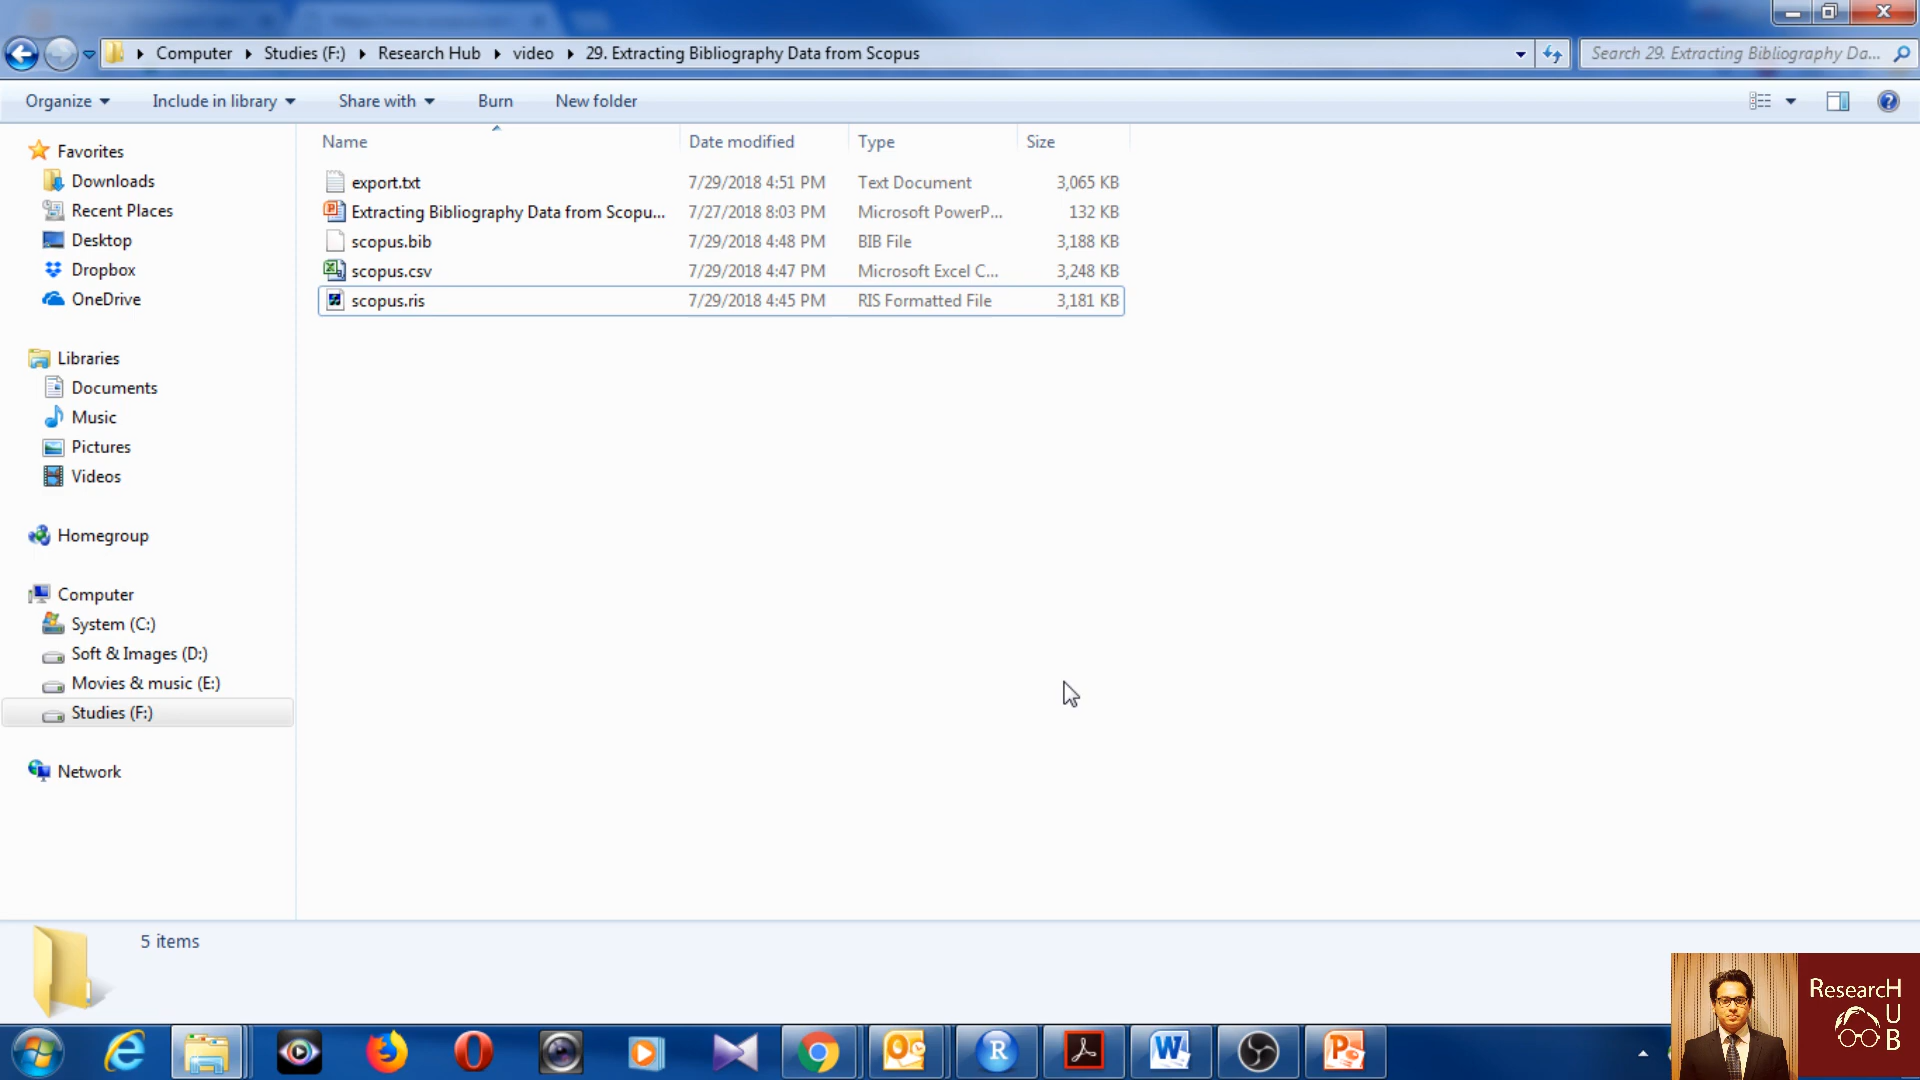 Computer Studies (F:) Research Hub video 29. Extracting Bibliography Data from Scopus Search 29. Extracting Bibliography Da...
Organize Include in library Share with Burn New folder
Name Date modified Type Size
export.txt 7/29/2018 4:51 PM Text Document 3,065 KB
Extracting Bibliography Data from Scopu... 7/27/2018 8:03 PM Microsoft PowerP... 132 KB
scopus.bib 7/29/2018 4:48 PM BIB File 3,188 KB
scopus.csv 7/29/2018 4:47 PM Microsoft Excel C... 3,248 KB
scopus.ris 7/29/2018 4:45 PM RIS Formatted File 3,181 KB
Favorites
Downloads
Recent Places
Desktop
Dropbox
OneDrive
Libraries
Documents
Music
Pictures
Videos
Homegroup
Computer
System (C:)
Soft & Images (D:)
Movies & music (E:)
Studies (F:)
Network
5 items
ResearcH
U
B